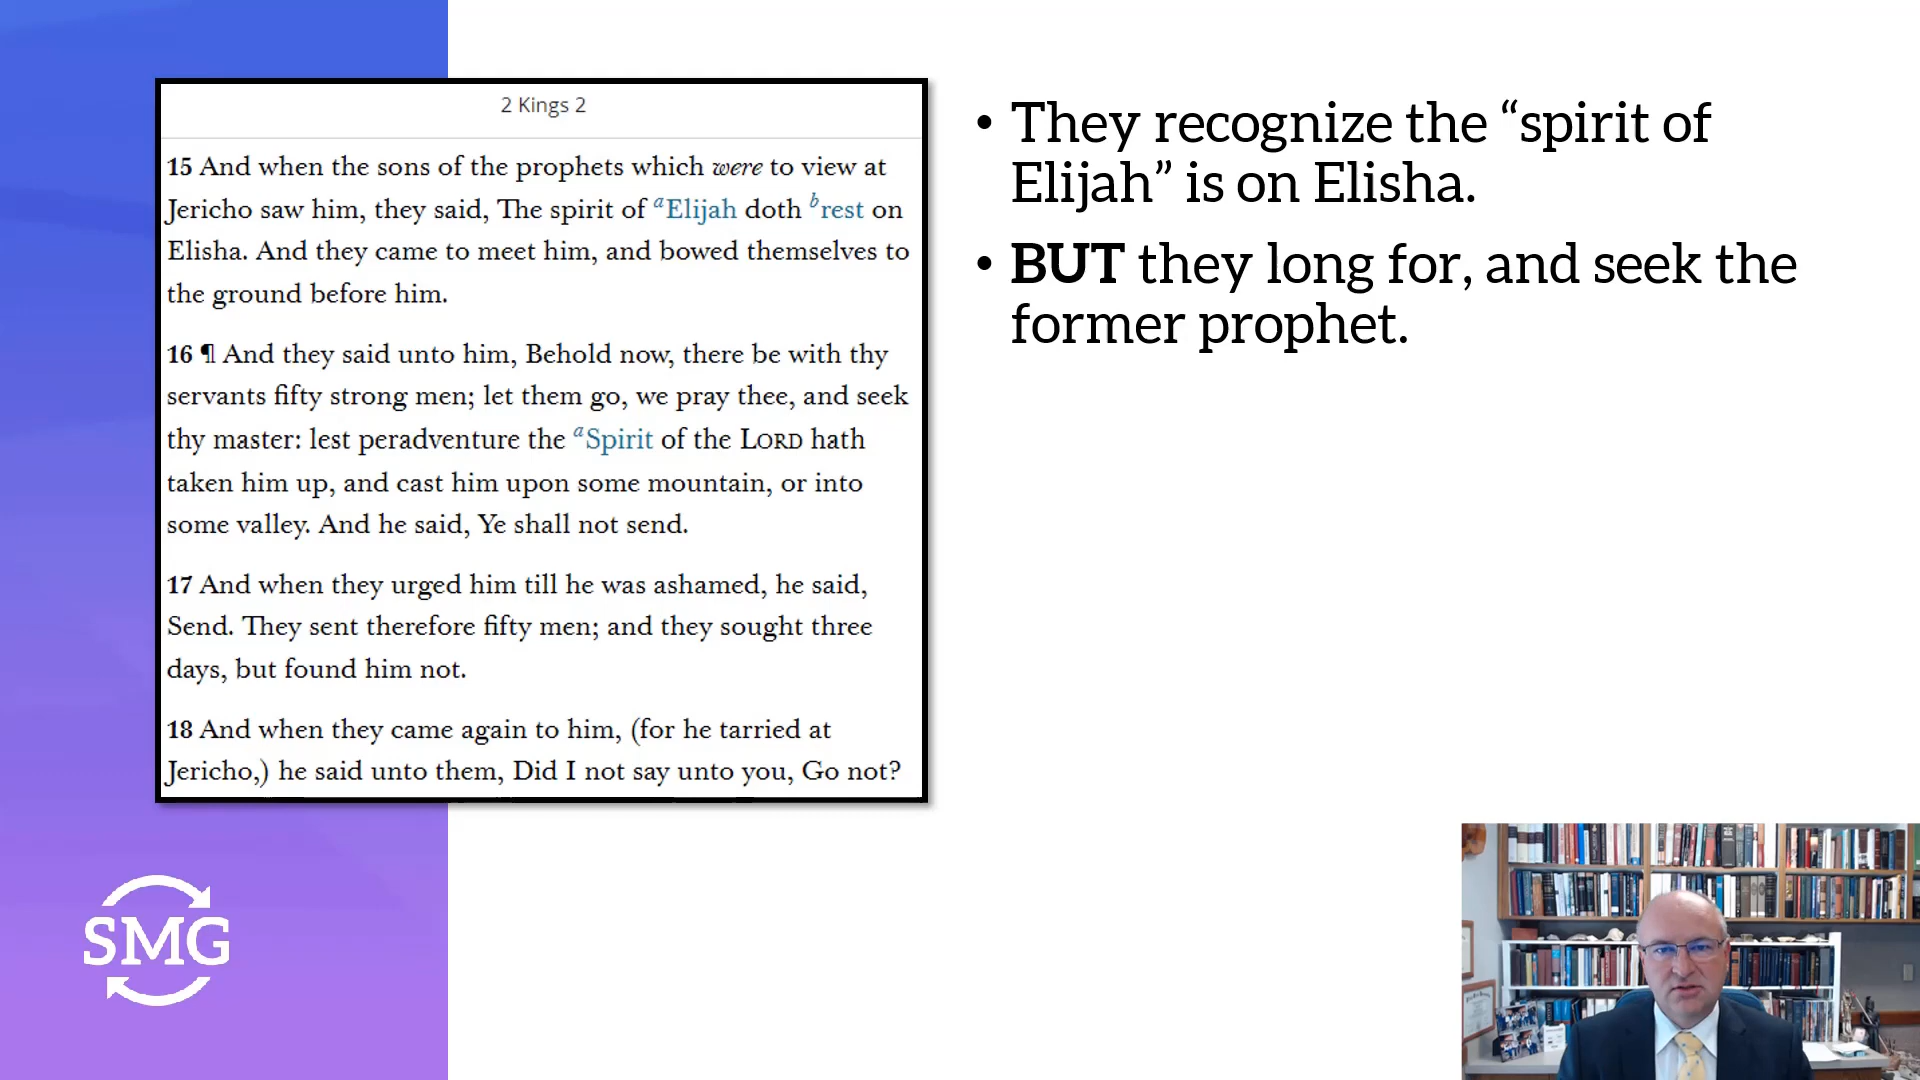 2 Kings 2
15 And when the sons of the prophets which were to view at
Jericho saw him, they said, The spirit of aElijah doth brest on
Elisha. And they came to meet him, and bowed themselves to
the ground before him.
16 ¶ And they said unto him, Behold now, there be with thy
servants fifty strong men; let them go, we pray thee, and seek
thy master: lest peradventure the aSpirit of the LORD hath
taken him up, and cast him upon some mountain, or into
some valley. And he said, Ye shall not send.
17 And when they urged him till he was ashamed, he said,
Send. They sent therefore fifty men; and they sought three
days, but found him not.
18 And when they came again to him, (for he tarried at
Jericho,) he said unto them, Did I not say unto you, Go not?
• They recognize the “spirit of
Elijah” is on Elisha.
• BUT they long for, and seek the
former prophet.
SMG